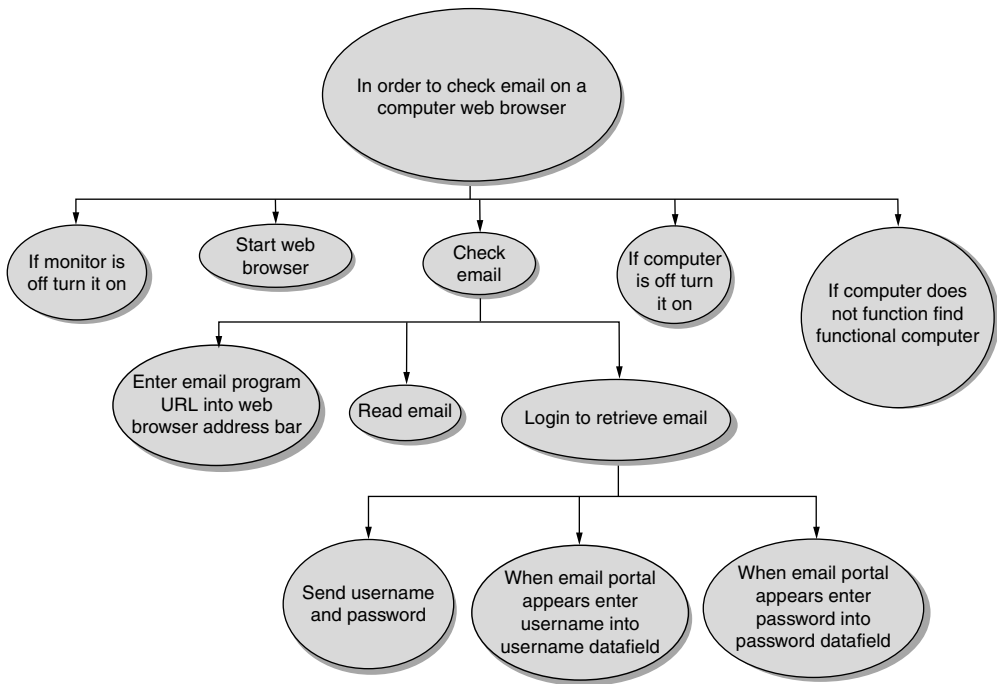 In order to check email on a
computer web browser
If monitor is
off turn it on
Start web
browser
Check
email
If computer
is off turn
it on
If computer does
not function find
functional computer
Enter email program
URL into web
browser address bar
Read email
Login to retrieve email
Send username
and password
When email portal
appears enter
username into
username datafield
When email portal
appears enter
password into
password datafield